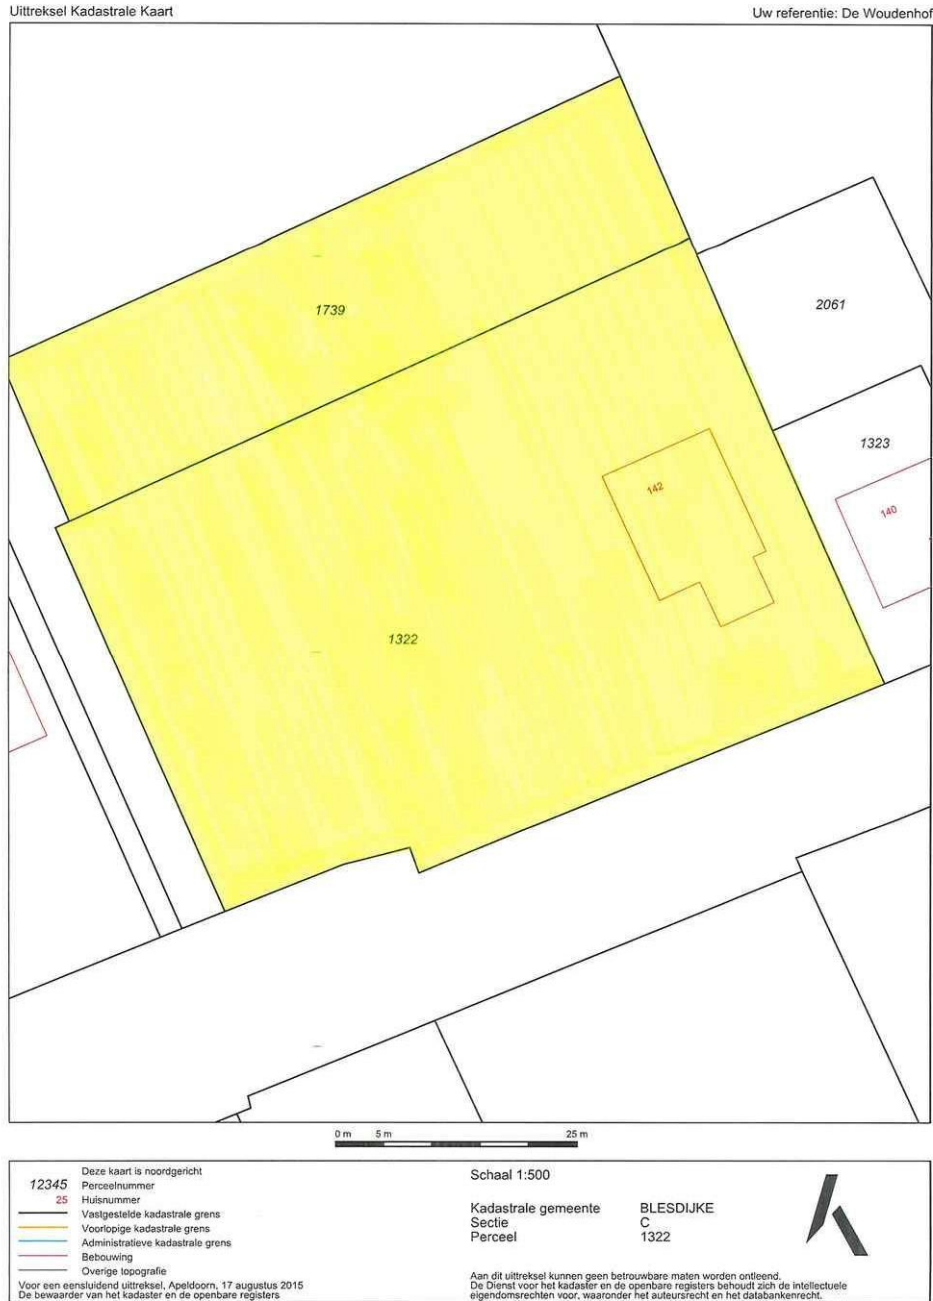 Uittreksel Kadastrale Kaart
Uw referentie: De Woudenhof
1739
2061
1323
142
140
1322
0 m 5 m 25 m
Deze kaart is noordgericht
12345 Perceelnummer
25 Huisnummer
Vastgestelde kadastrale grens
Voorlopige kadastrale grens
Administratieve kadastrale grens
Bebouwing
Overige topografie
Voor een eensluidend uittreksel, Apeldoorn, 17 augustus 2015
De bewaarder van het kadaster en de openbare registers
Schaal 1:500
Kadastrale gemeente BLESDIJKE
Sectie C
Perceel 1322
Aan dit uittreksel kunnen geen betrouwbare maten worden ontleend.
De Dienst voor het kadaster en de openbare registers behoudt zich de intellectuele
eigendomsrechten voor, waaronder het auteursrecht en het databankenrecht.